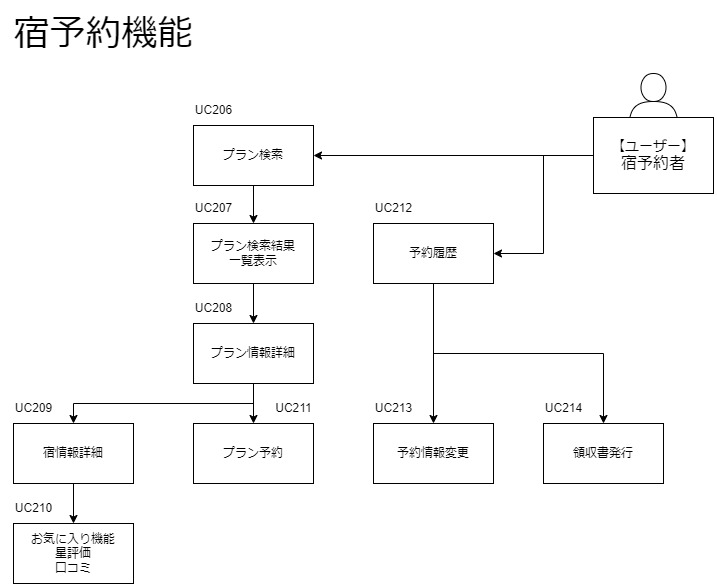 宿予約機能
UC206
プラン検索
【ユーザー】
宿予約者
UC207
プラン検索結果
一覧表示
UC212
予約履歴
UC208
プラン情報詳細
UC209
宿情報詳細
UC211
プラン予約
UC213
予約情報変更
UC214
領収書発行
UC210
お気に入り機能
星評価
口コミ